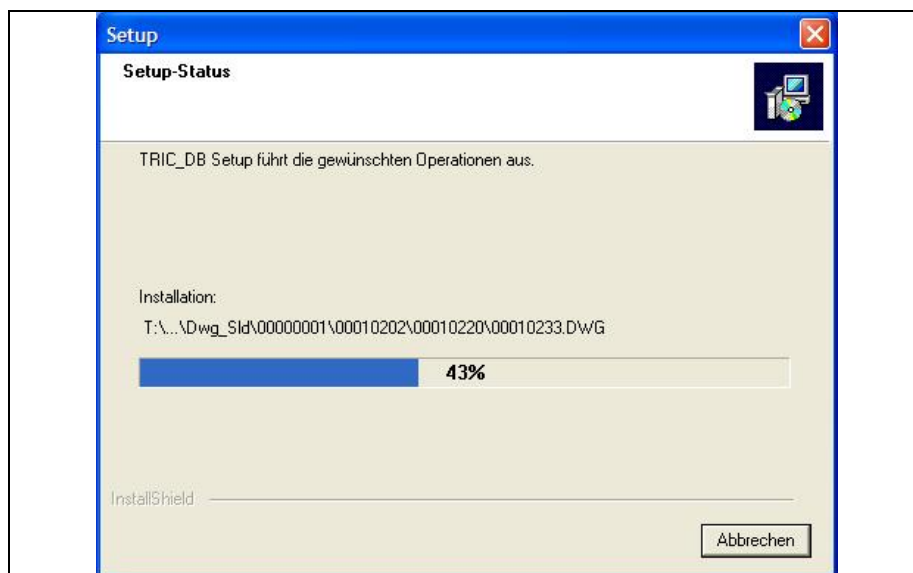 Setup
Setup-Status
TRIC_DB Setup führt die gewünschten Operationen aus.
Installation:
T:\...\Dwg_Sld\00000001\00010202\00010220\00010233.DWG
43%
InstallShield
Abbrechen